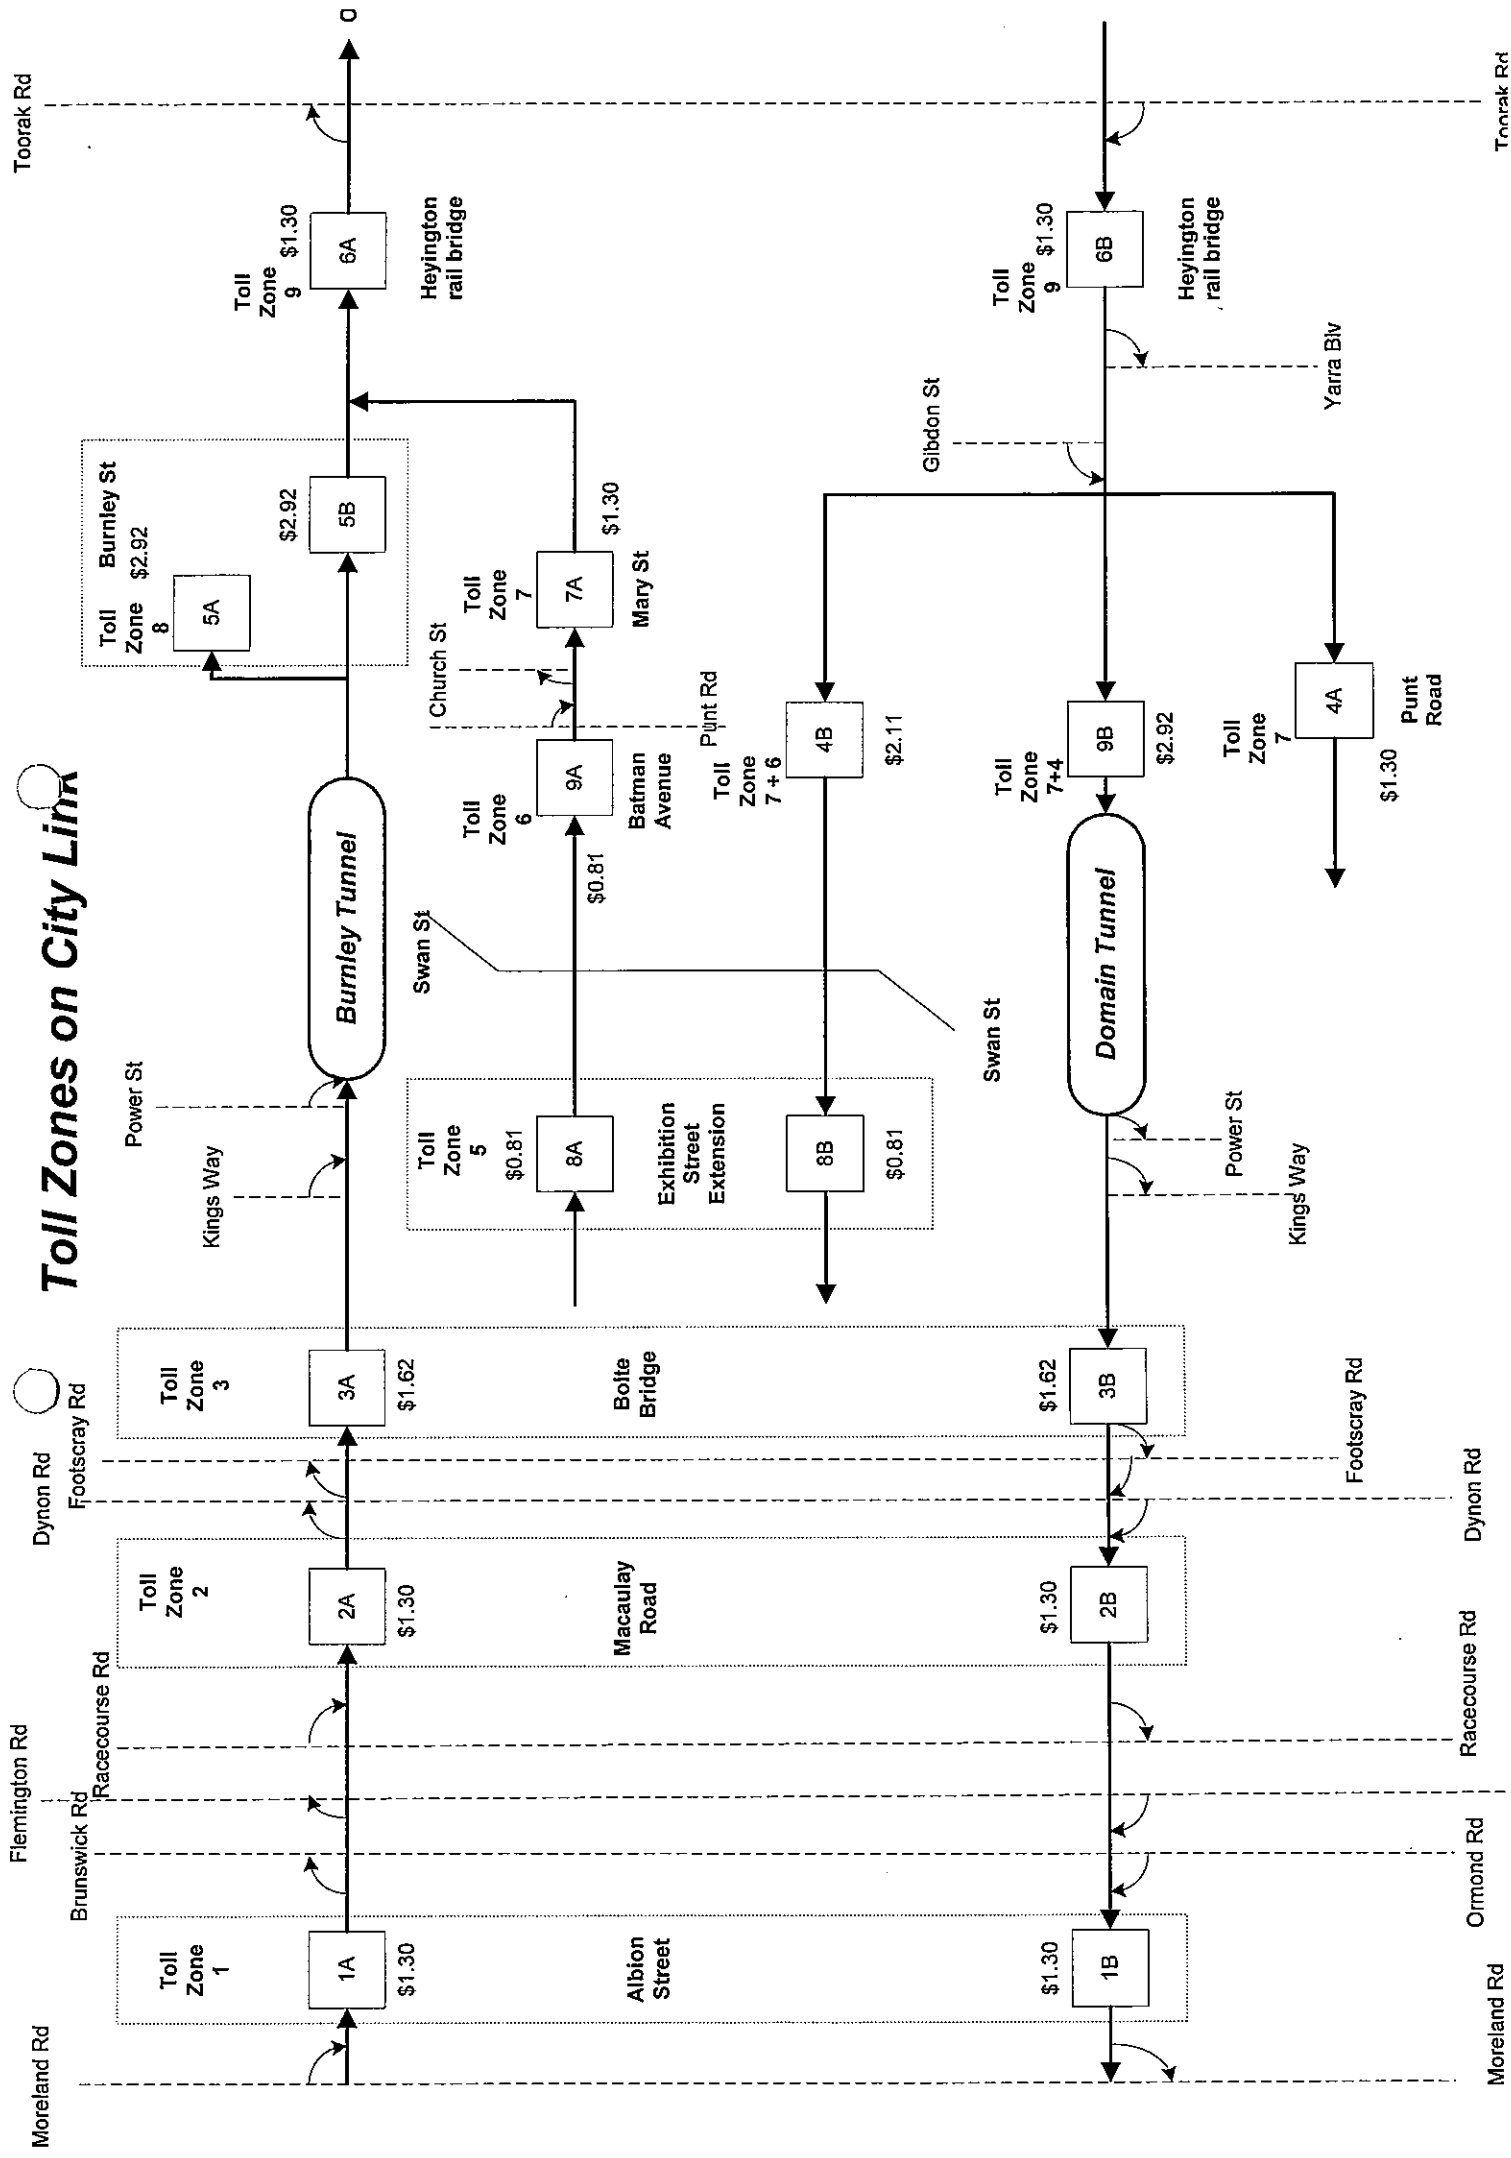 Toll Zones on City Link
Moreland Rd
Flemington Rd
Brunswick Rd
Racecourse Rd
Dynon Rd
Footscray Rd
Kings Way
Power St
Toorak Rd
Toll
Zone
1
1A
$1.30
Albion
Street
$1.30
1B
Toll
Zone
2
2A
$1.30
Macaulay
Road
$1.30
2B
Toll
Zone
3
3A
$1.62
Bolte
Bridge
$1.62
3B
Burnley Tunnel
Toll
Zone
8
Burnley St
$2.92
5A
$2.92
5B
Toll
Zone
9
$1.30
6A
Heyington
rail bridge
Toll
Zone
5
$0.81
8A
Exhibition
Street
Extension
8B
$0.81
Swan St
Swan St
Toll
Zone
6
$0.81
9A
Batman
Avenue
Church St
Punt Rd
Toll
Zone
7
7A
$1.30
Mary St
Toll
Zone
7 + 6
4B
$2.11
Gibdon St
Toll
Zone
9
$1.30
6B
Heyington
rail bridge
Yarra Blv
Toll
Zone
7+4
9B
$2.92
Domain Tunnel
Toll
Zone
7
4A
$1.30
Punt
Road
Power St
Kings Way
Footscray Rd
Dynon Rd
Racecourse Rd
Ormond Rd
Moreland Rd
Toorak Rd